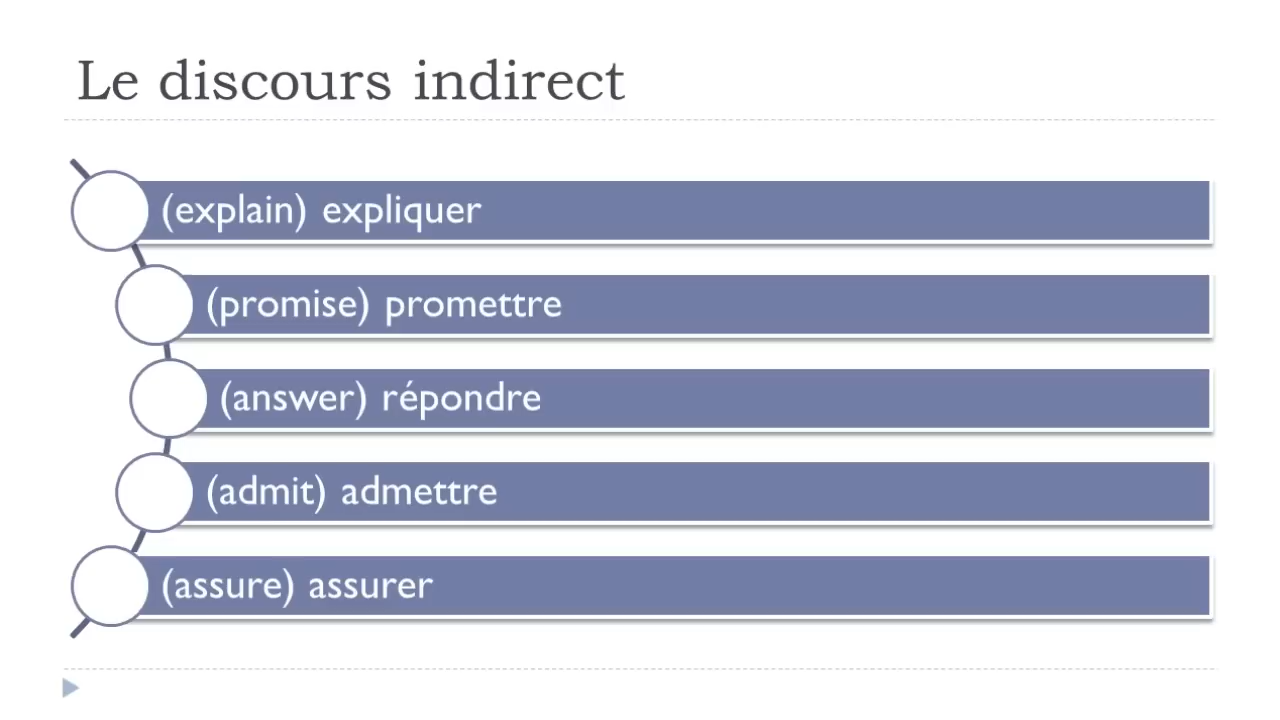 Le discours indirect
(explain) expliquer
(promise) promettre
(answer) répondre
(admit) admettre
(assure) assurer